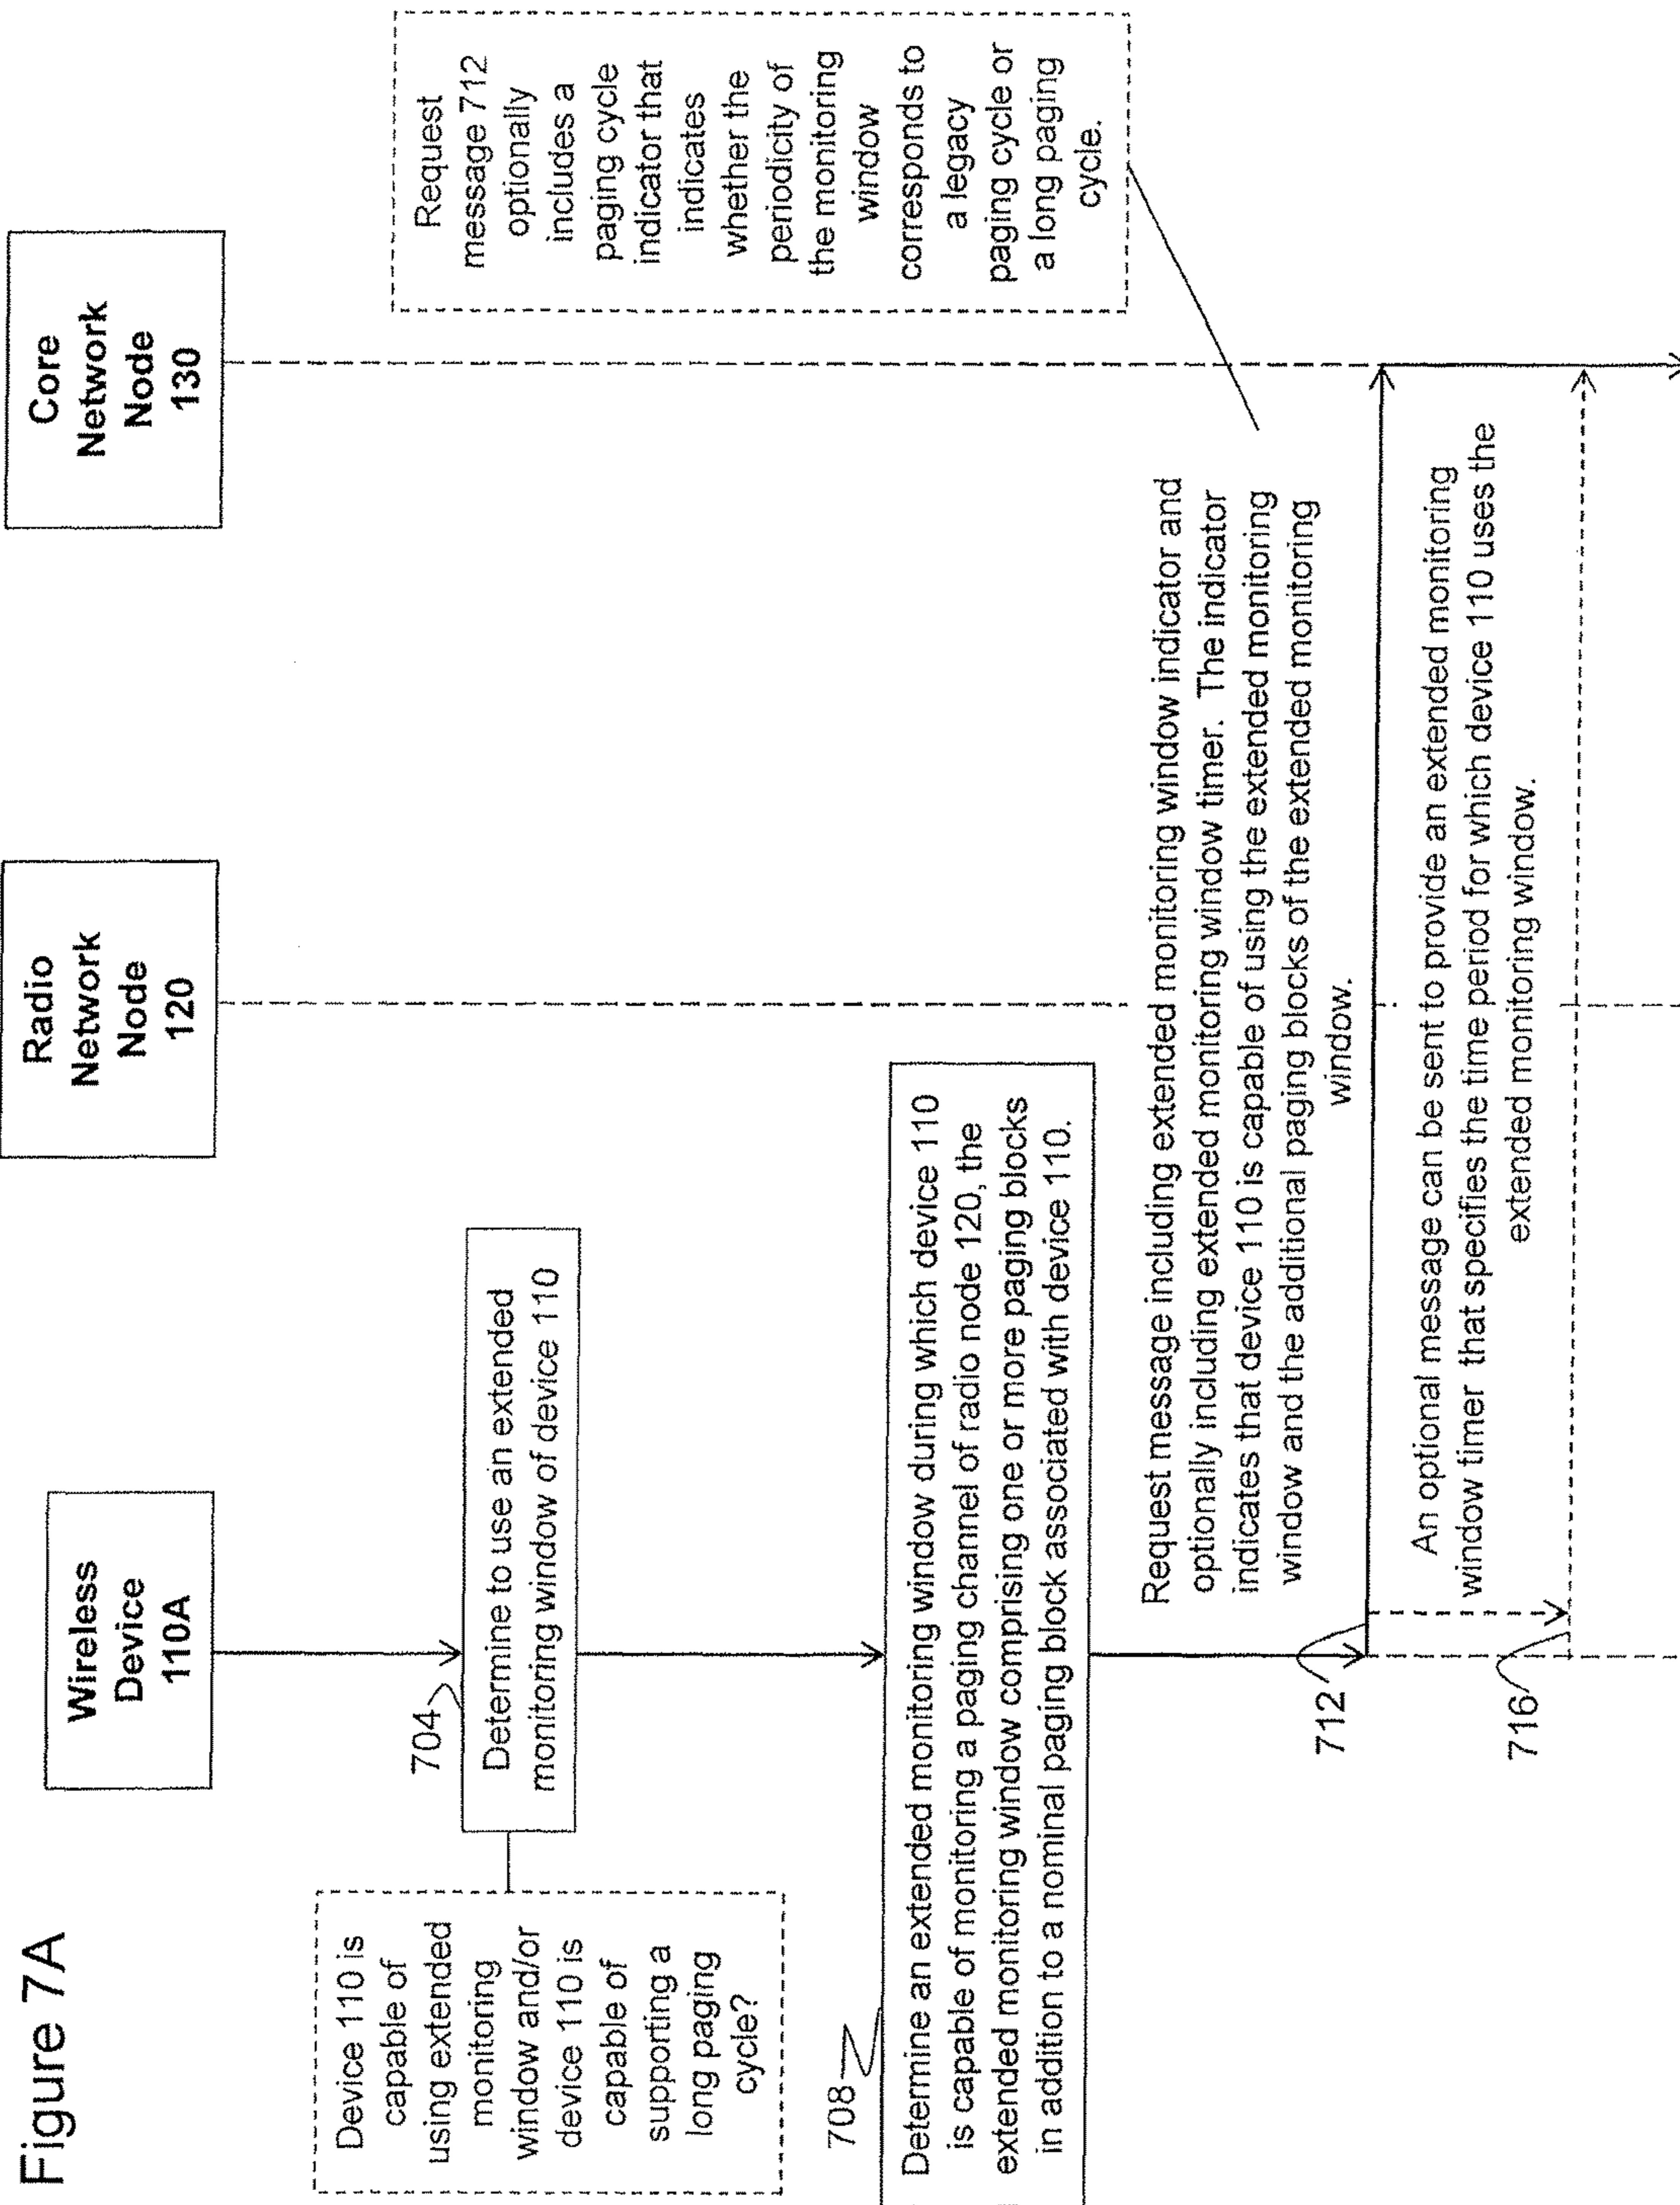 Figure 7A
Wireless
Device
110A
Radio
Network
Node
120
Core
Network
Node
130
Device 110 is
capable of
using extended
monitoring
window and/or
device 110 is
capable of
supporting a
long paging
cycle?
704
Determine to use an extended
monitoring window of device 110
Request
message 712
optionally
includes a
paging cycle
indicator that
indicates
whether the
periodicity of
the monitoring
window
corresponds to
a legacy
paging cycle or
a long paging
cycle.
708
Determine an extended monitoring window during which device 110
is capable of monitoring a paging channel of radio node 120, the
extended monitoring window comprising one or more paging blocks
in addition to a nominal paging block associated with device 110.
Request message including extended monitoring window indicator and
optionally including extended monitoring window timer. The indicator
indicates that device 110 is capable of using the extended monitoring
window and the additional paging blocks of the extended monitoring
window.
712
An optional message can be sent to provide an extended monitoring
window timer that specifies the time period for which device 110 uses the
extended monitoring window.
716